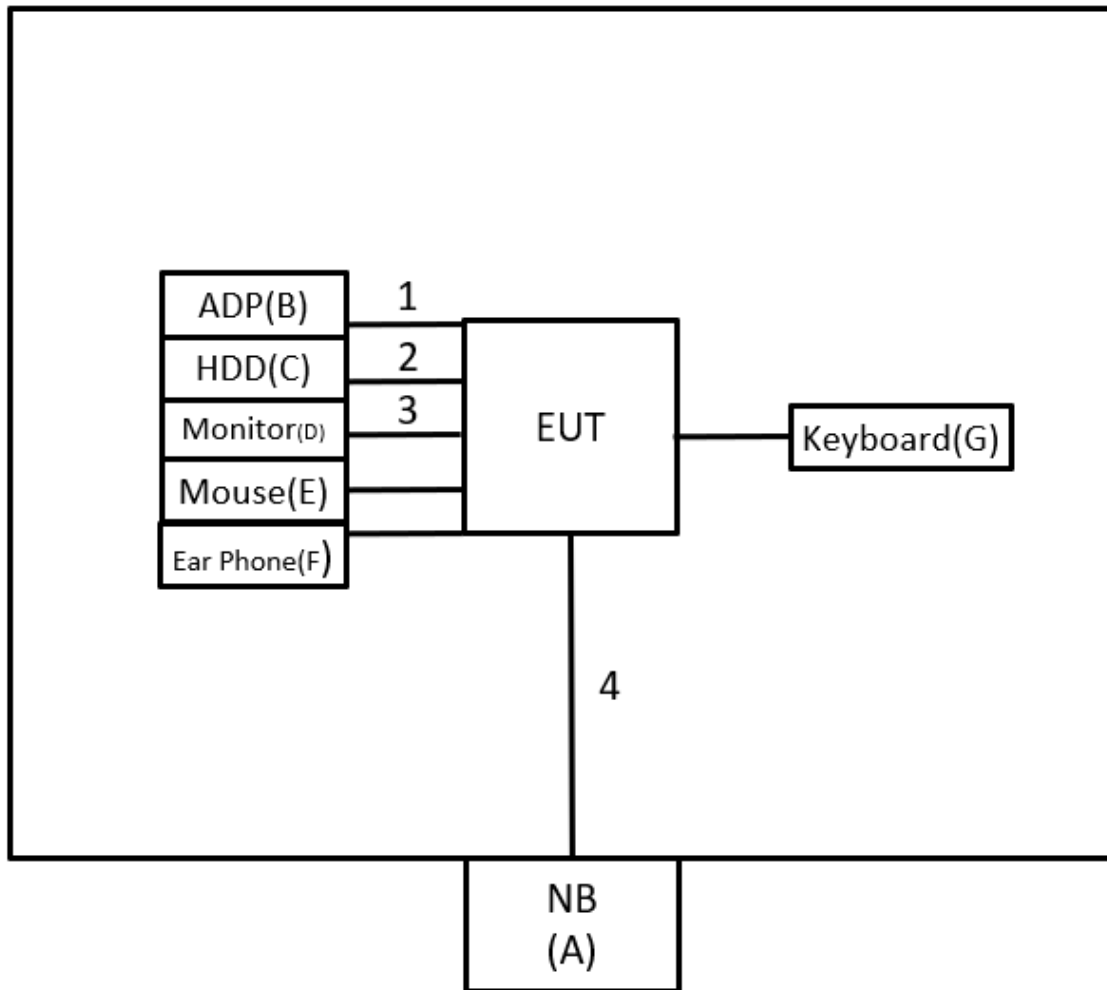 ADP(B)
1
HDD(C)
2
Monitor(D)
3
EUT
Keyboard(G)
Mouse(E)
Ear Phone(F)
4
NB
(A)